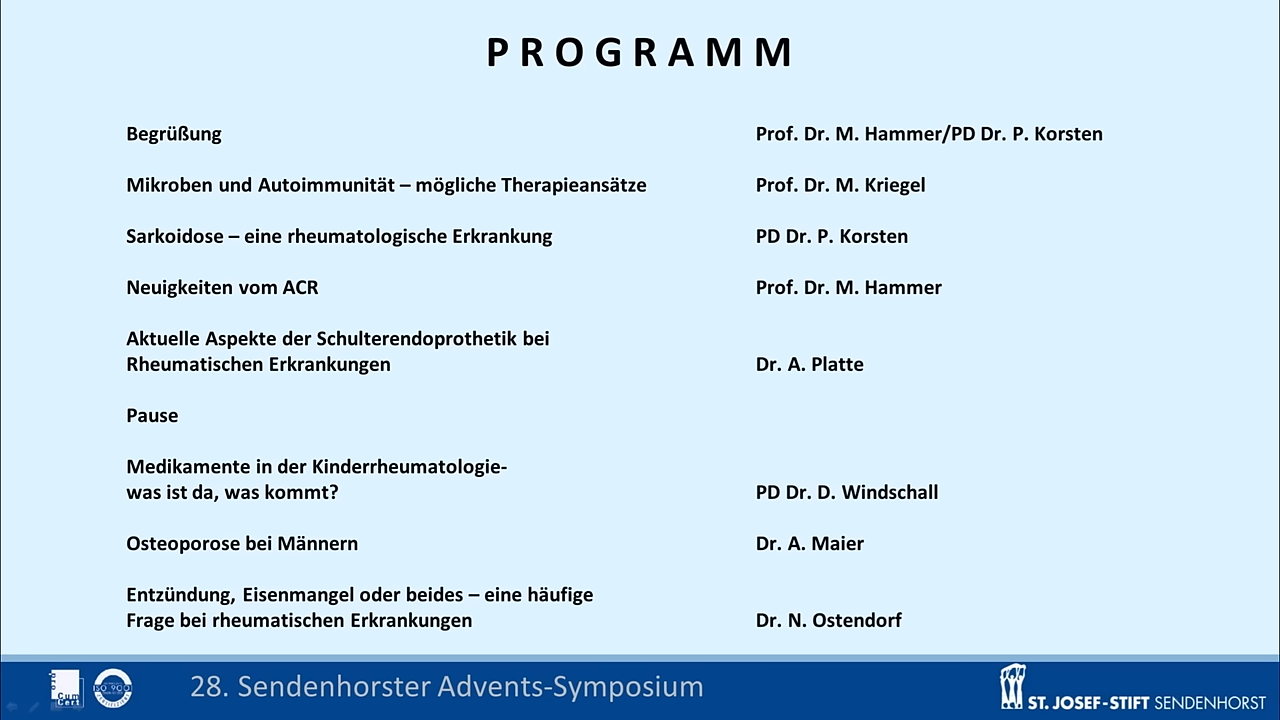 PROGRAMM
Begrüßung Prof. Dr. M. Hammer/PD Dr. P. Korsten
Mikroben und Autoimmunität – mögliche Therapieansätze Prof. Dr. M. Kriegel
Sarkoidose – eine rheumatologische Erkrankung PD Dr. P. Korsten
Neuigkeiten vom ACR Prof. Dr. M. Hammer
Aktuelle Aspekte der Schulterendoprothetik bei
Rheumatischen Erkrankungen Dr. A. Platte
Pause
Medikamente in der Kinderrheumatologie-
was ist da, was kommt? PD Dr. D. Windschall
Osteoporose bei Männern Dr. A. Maier
Entzündung, Eisenmangel oder beides – eine häufige
Frage bei rheumatischen Erkrankungen Dr. N. Ostendorf
Cum
Cert
28. Sendenhorster Advents-Symposium
ST. JOSEF-STIFT SENDENHORST